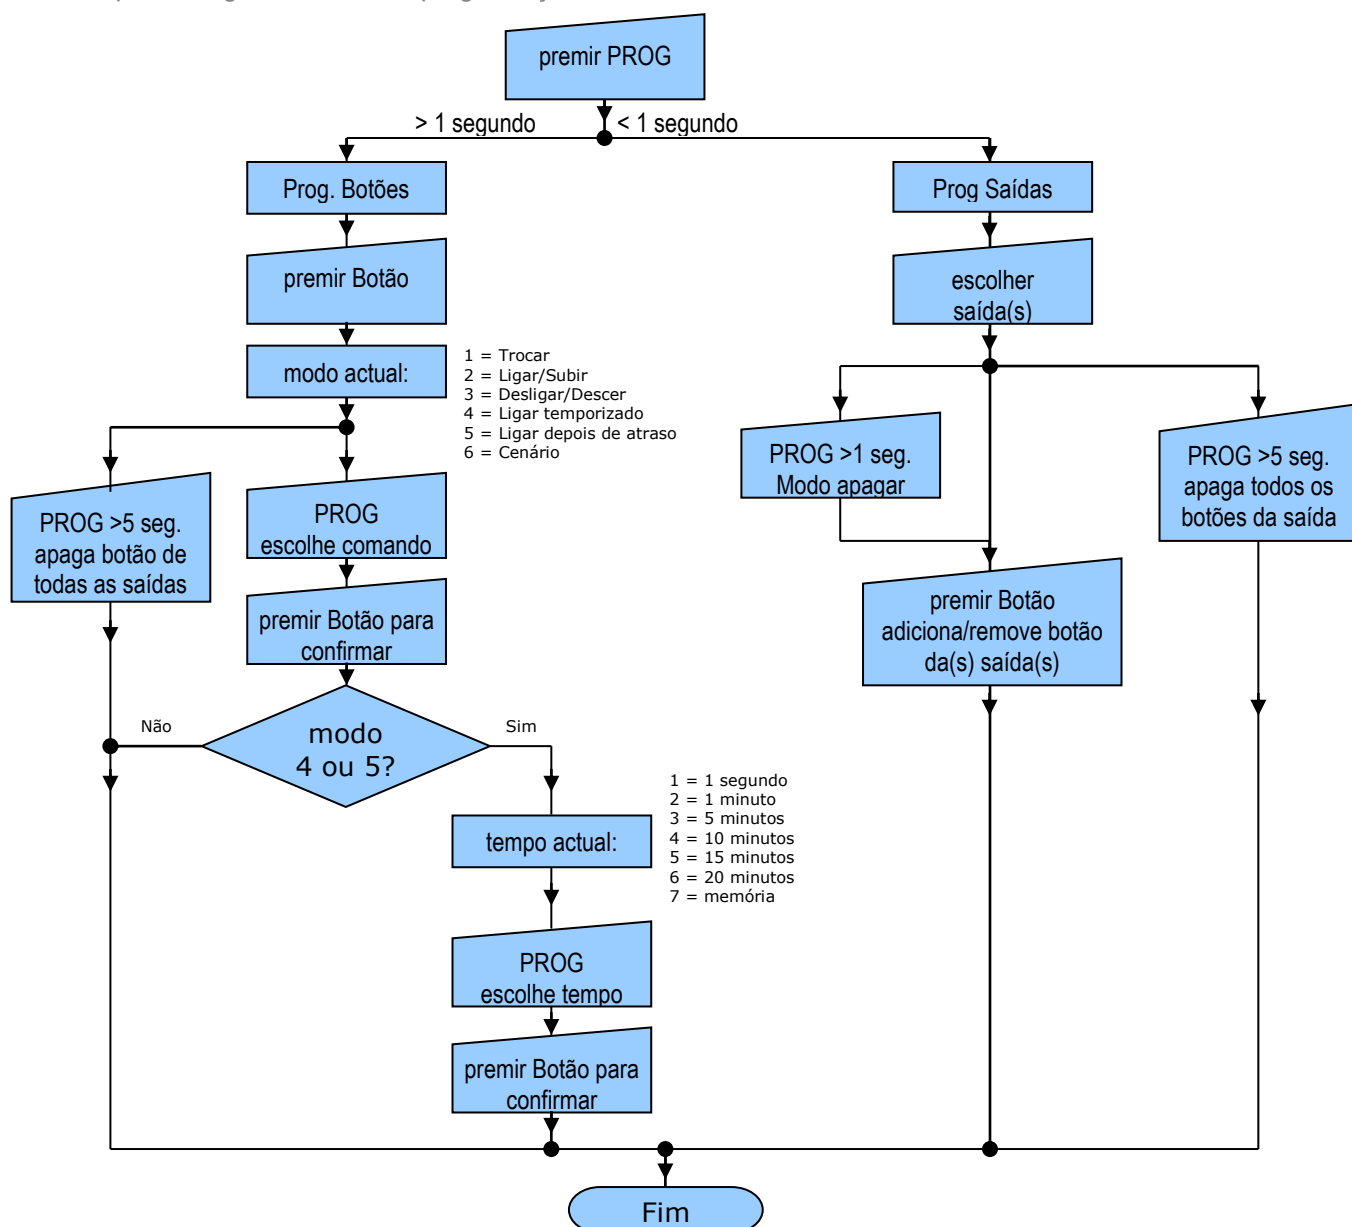 premir PROG
> 1 segundo
< 1 segundo
Prog. Botões
Prog Saídas
premir Botão
escolher
saída(s)
modo actual:
1 = Trocar
2 = Ligar/Subir
3 = Desligar/Descer
4 = Ligar temporizado
5 = Ligar depois de atraso
6 = Cenário
PROG >5 seg.
apaga botão de
todas as saídas
PROG
escolhe comando
premir Botão para
confirmar
PROG >1 seg.
Modo apagar
PROG >5 seg.
apaga todos os
botões da saída
premir Botão
adiciona/remove botão
da(s) saída(s)
Não
modo
4 ou 5?
Sim
tempo actual:
1 = 1 segundo
2 = 1 minuto
3 = 5 minutos
4 = 10 minutos
5 = 15 minutos
6 = 20 minutos
7 = memória
PROG
escolhe tempo
premir Botão para
confirmar
Fim